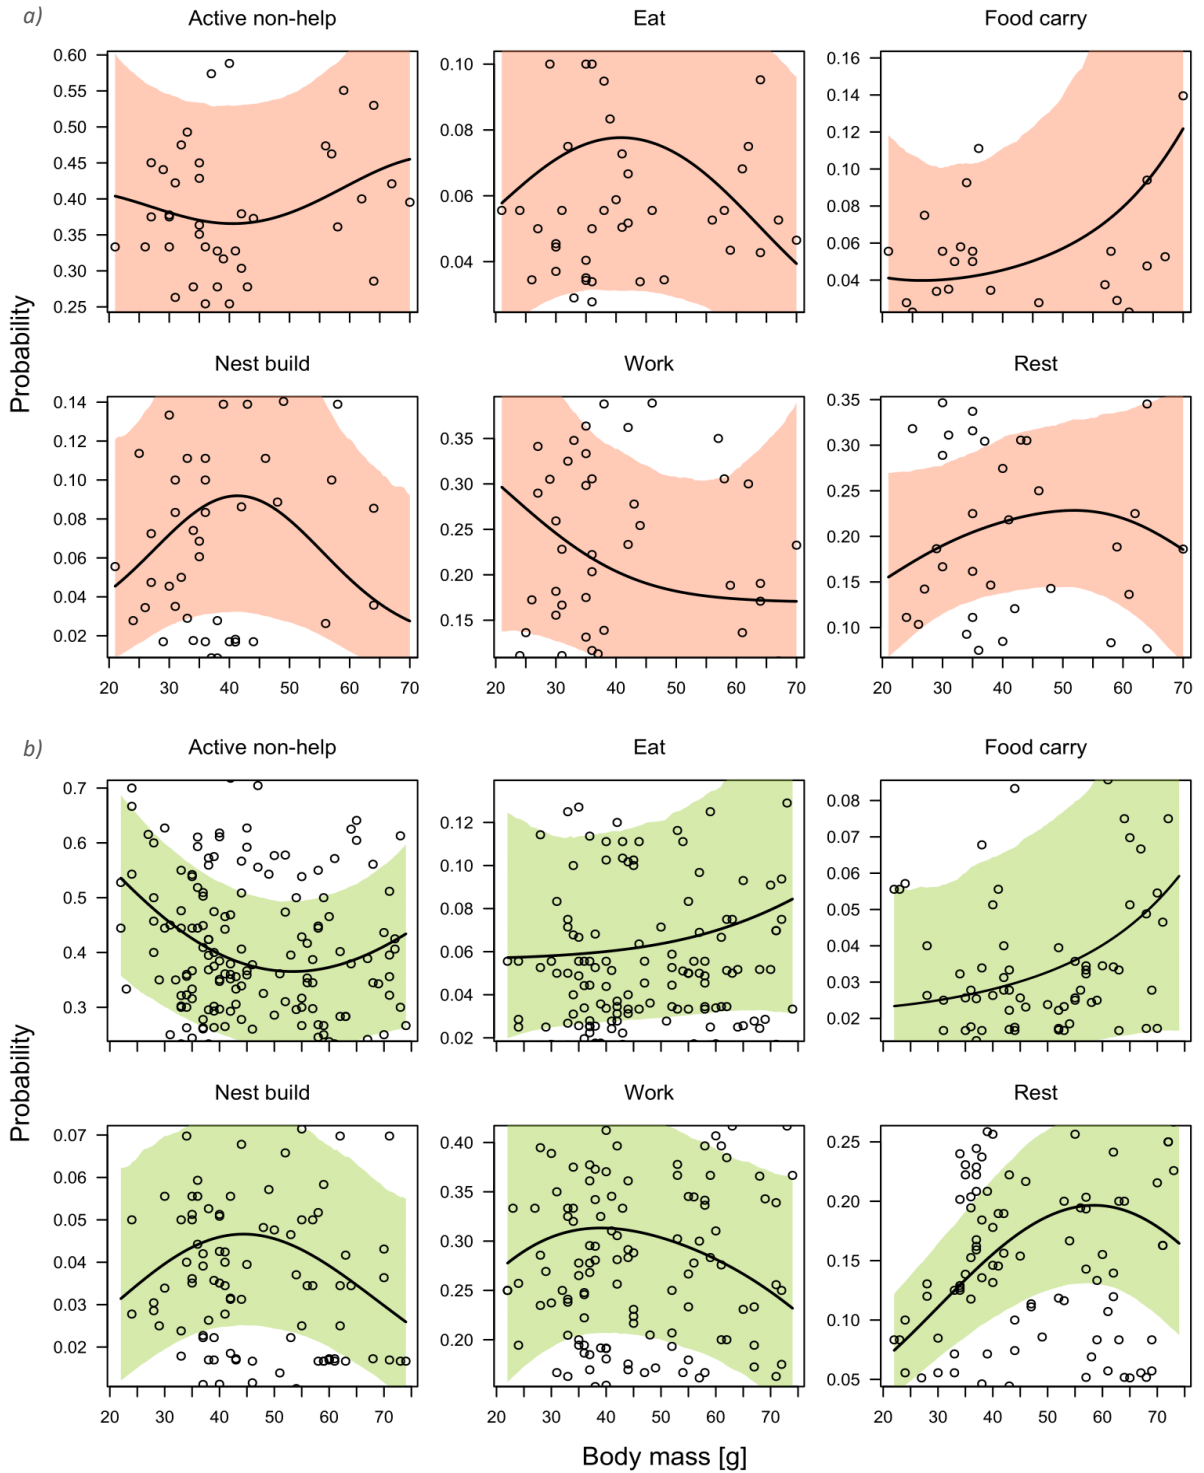 a)
Active non-help Eat Food carry
0.60 0.10 0.16
0.55 0.14
0.50 0.08 0.12
0.45 0.10
0.40 0.06 0.08
0.35 0.06
0.30 0.04 0.04
0.25
Probability
Nest build Work Rest
0.14 0.35 0.35
0.12 0.30 0.30
0.10 0.25 0.25
0.08 0.20 0.20
0.06 0.15 0.15
0.04 0.10
0.02
20 30 40 50 60 70 20 30 40 50 60 70 20 30 40 50 60 70
b)
Active non-help Eat Food carry
0.7 0.12 0.08
0.6 0.10 0.07
0.5 0.08 0.06
0.4 0.06 0.05
0.3 0.04 0.04
0.02 0.03
0.02
Probability
Nest build Work Rest
0.07 0.40 0.25
0.06 0.35 0.20
0.05 0.30 0.15
0.04 0.25 0.10
0.03 0.20 0.05
0.02
20 30 40 50 60 70 20 30 40 50 60 70 20 30 40 50 60 70
Body mass [g]